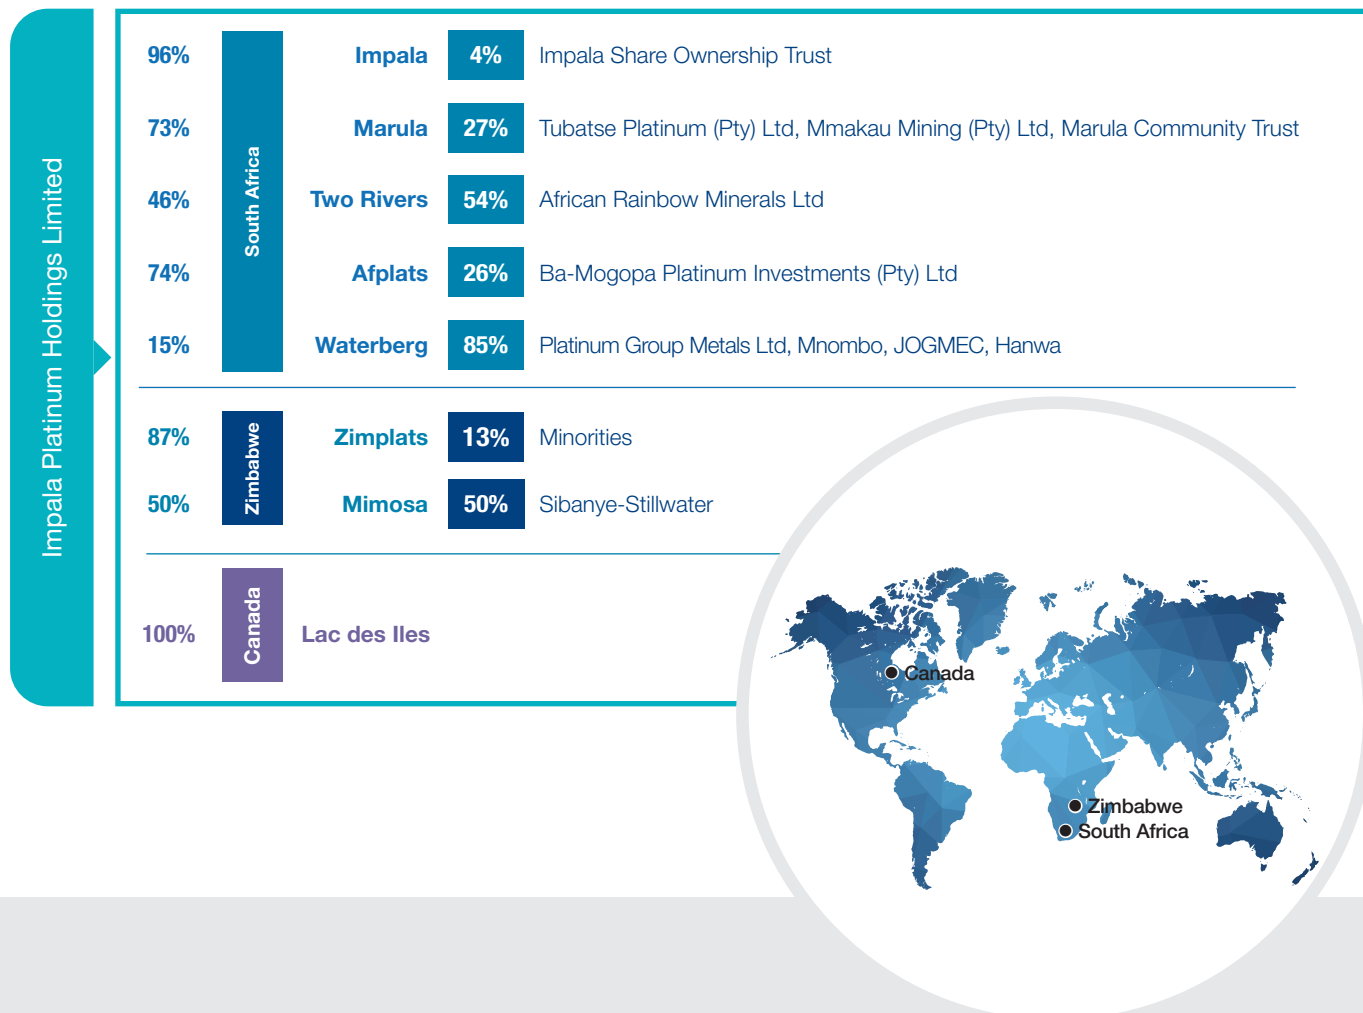 Impala Platinum Holdings Limited
South Africa
96% Impala 4% Impala Share Ownership Trust
73% Marula 27% Tubatse Platinum (Pty) Ltd, Mmakau Mining (Pty) Ltd, Marula Community Trust
46% Two Rivers 54% African Rainbow Minerals Ltd
74% Afplats 26% Ba-Mogopa Platinum Investments (Pty) Ltd
15% Waterberg 85% Platinum Group Metals Ltd, Mnombo, JOGMEC, Hanwa
Zimbabwe
87% Zimplats 13% Minorities
50% Mimosa 50% Sibanye-Stillwater
Canada
100% Lac des Iles
Canada
Zimbabwe
South Africa